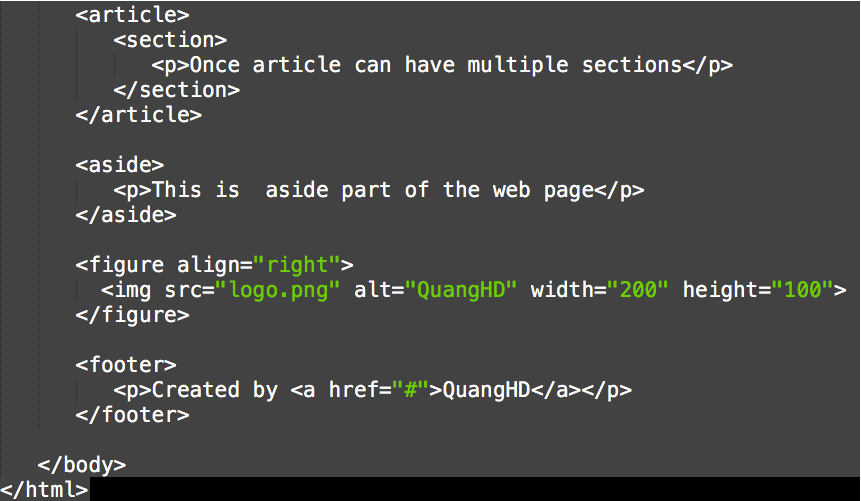 <article>
<section>
<p>Once article can have multiple sections</p>
</section>
</article>
<aside>
<p>This is  aside part of the web page</p>
</aside>
<figure align="right">
<img src="logo.png" alt="QuangHD" width="200" height="100">
</figure>
<footer>
<p>Created by <a href="#">QuangHD</a></p>
</footer>
</body>
</html>